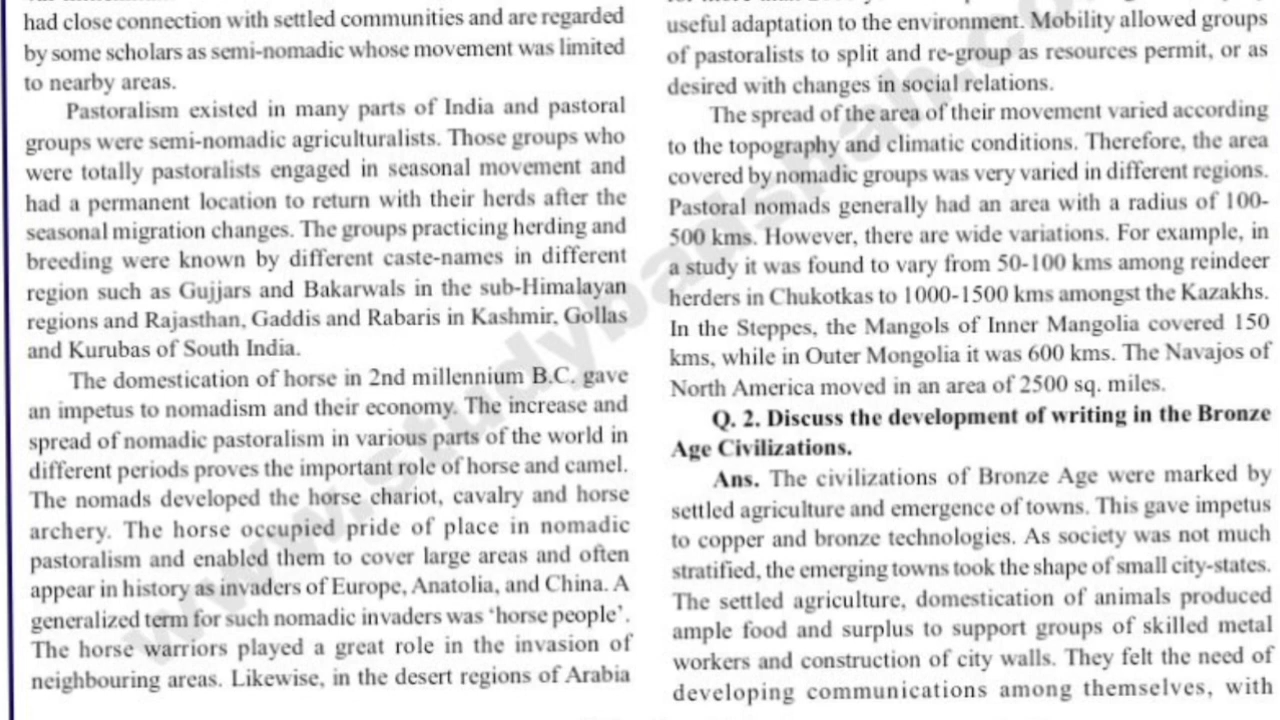 had close connection with settled communities and are regarded
by some scholars as semi-nomadic whose movement was limited
to nearby areas.
Pastoralism existed in many parts of India and pastoral
groups were semi-nomadic agriculturalists. Those groups who
were totally pastoralists engaged in seasonal movement and
had a permanent location to return with their herds after the
seasonal migration changes. The groups practicing herding and
breeding were known by different caste-names in different
region such as Gujjars and Bakarwals in the sub-Himalayan
regions and Rajasthan, Gaddis and Rabaris in Kashmir, Gollas
and Kurubas of South India.
The domestication of horse in 2nd millennium B.C. gave
an impetus to nomadism and their economy. The increase and
spread of nomadic pastoralism in various parts of the world in
different periods proves the important role of horse and camel.
The nomads developed the horse chariot, cavalry and horse
archery. The horse occupied pride of place in nomadic
pastoralism and enabled them to cover large areas and often
appear in history as invaders of Europe, Anatolia, and China. A
generalized term for such nomadic invaders was 'horse people'.
The horse warriors played a great role in the invasion of
neighbouring areas. Likewise, in the desert regions of Arabia
useful adaptation to the environment. Mobility allowed groups
of pastoralists to split and re-group as resources permit, or as
desired with changes in social relations.
The spread of the area of their movement varied according
to the topography and climatic conditions. Therefore, the area
covered by nomadic groups was very varied in different regions.
Pastoral nomads generally had an area with a radius of 100-
500 kms. However, there are wide variations. For example, in
a study it was found to vary from 50-100 kms among reindeer
herders in Chukotkas to 1000-1500 kms amongst the Kazakhs.
In the Steppes, the Mangols of Inner Mangolia covered 150
kms, while in Outer Mongolia it was 600 kms. The Navajos of
North America moved in an area of 2500 sq. miles.
Q. 2. Discuss the development of writing in the Bronze
Age Civilizations.
Ans. The civilizations of Bronze Age were marked by
settled agriculture and emergence of towns. This gave impetus
to copper and bronze technologies. As society was not much
stratified, the emerging towns took the shape of small city-states.
The settled agriculture, domestication of animals produced
ample food and surplus to support groups of skilled metal
workers and construction of city walls. They felt the need of
developing communications among themselves, with
www.studybadshah.co